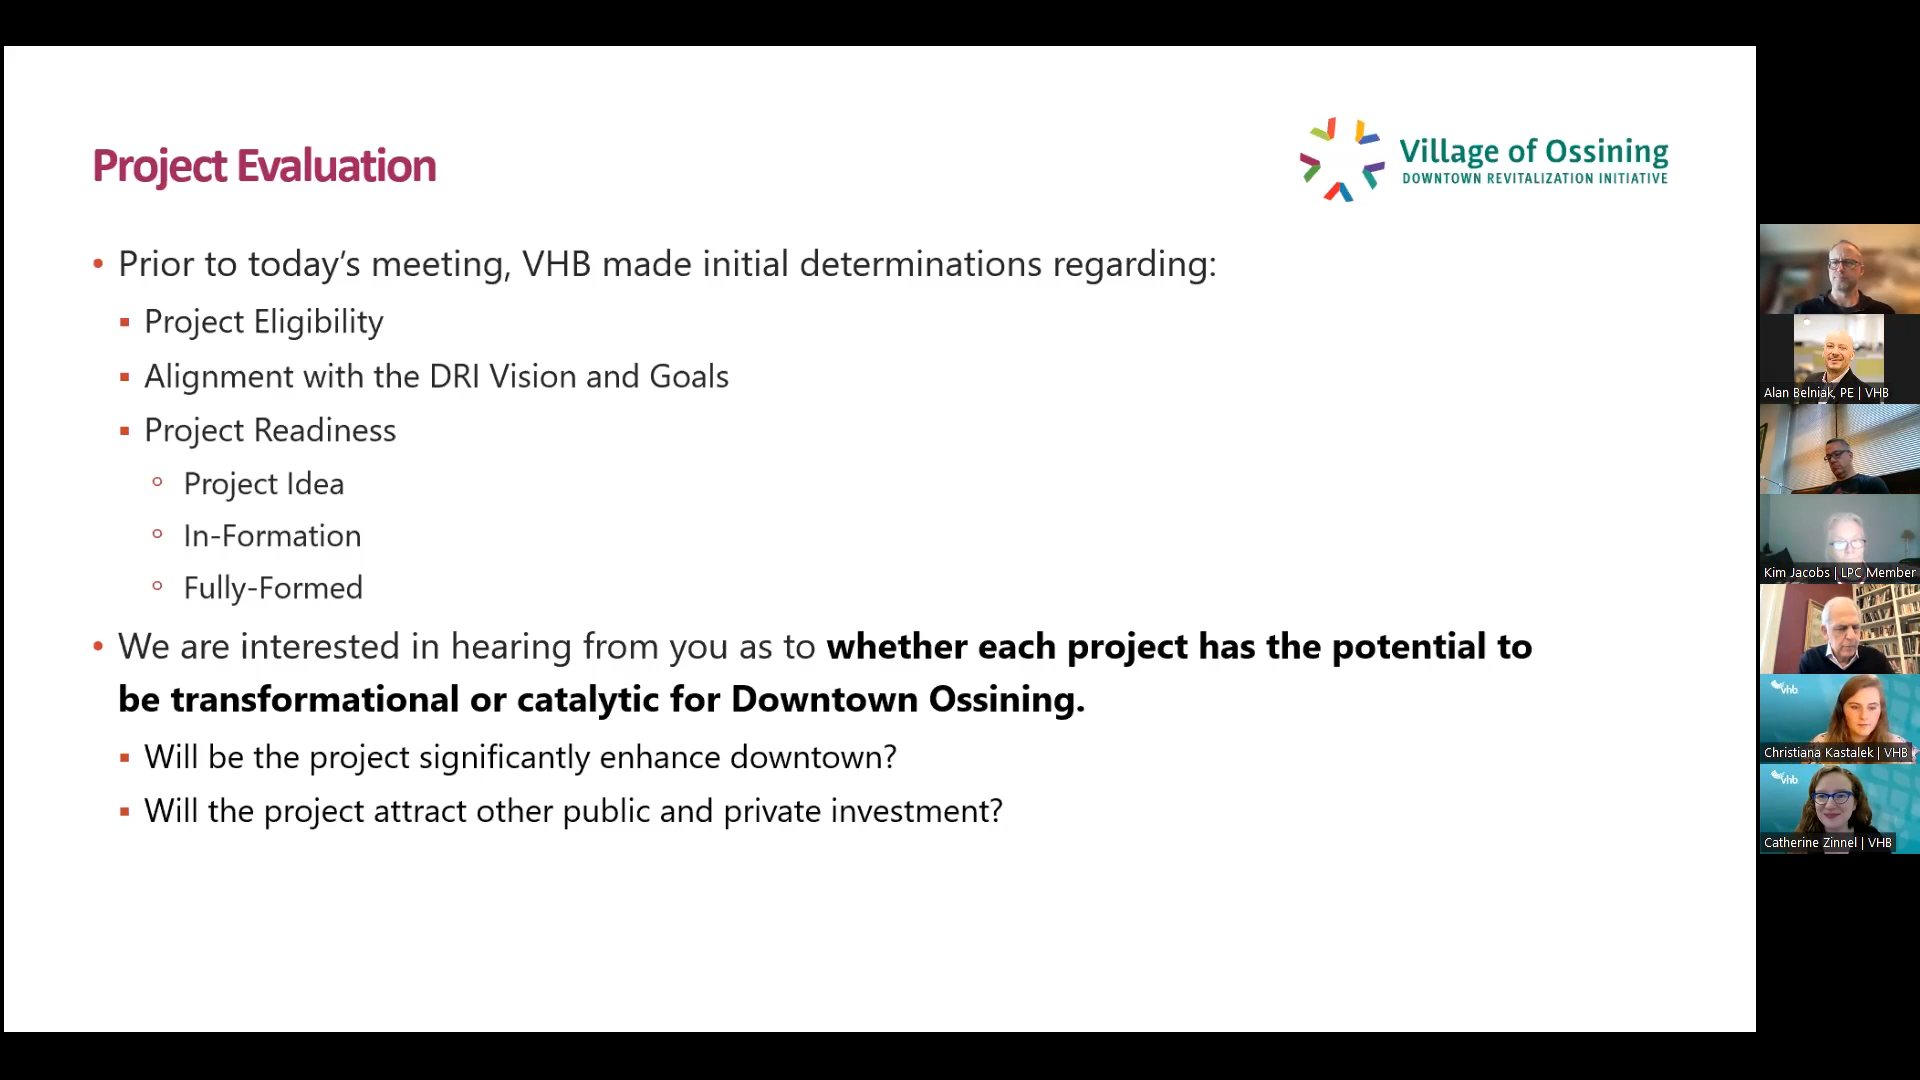 Project Evaluation
Village of Ossining
DOWNTOWN REVITALIZATION INITIATIVE
• Prior to today's meeting, VHB made initial determinations regarding:
▪ Project Eligibility
▪ Alignment with the DRI Vision and Goals
▪ Project Readiness
○ Project Idea
○ In-Formation
○ Fully-Formed
• We are interested in hearing from you as to whether each project has the potential to
be transformational or catalytic for Downtown Ossining.
▪ Will be the project significantly enhance downtown?
▪ Will the project attract other public and private investment?
Alan Belniak, PE | VHB
Kim Jacobs | LPC Member
vhb
Christiana Kastalek | VHB
vhb
Catherine Zinnel | VHB